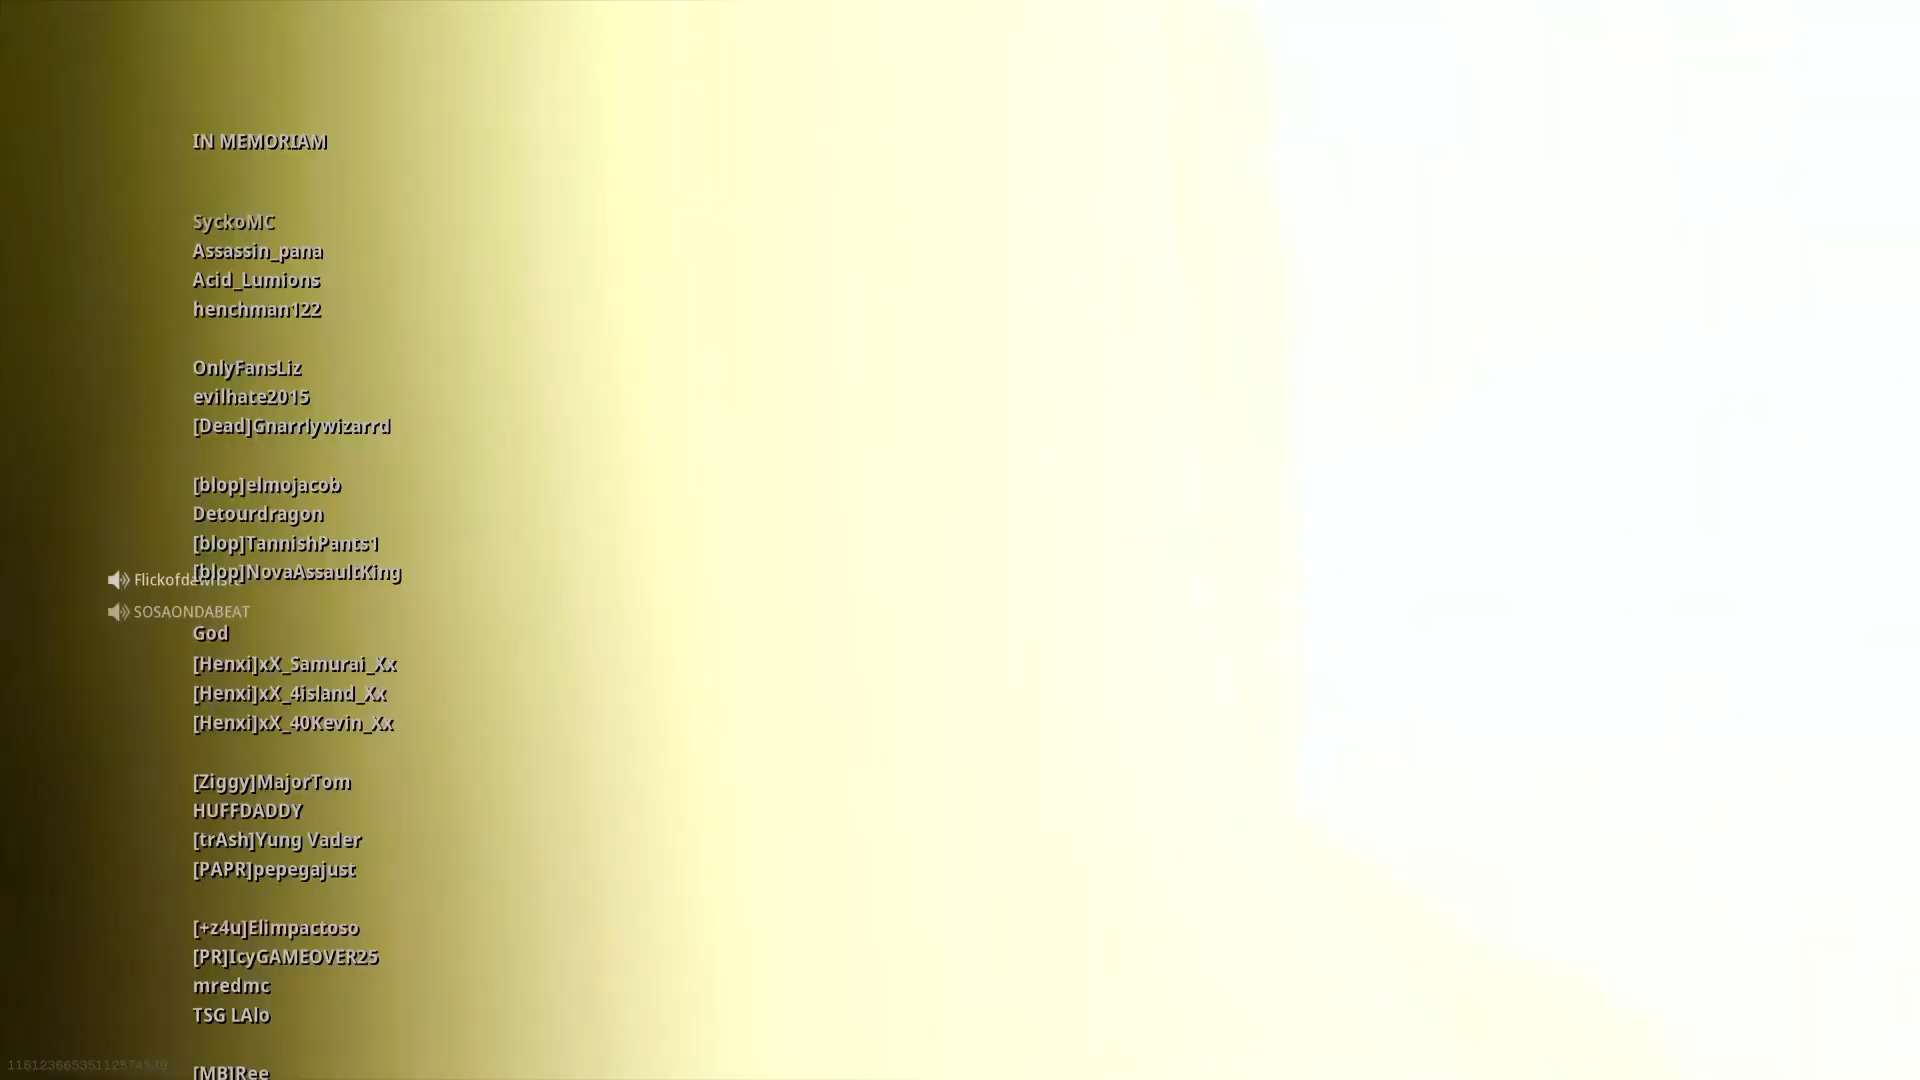 IN MEMORIAM
SyckoMC
Assassin_pana
Acid_Lumions
henchman122
OnlyFansLiz
evilhate2015
[Dead]Gnarrlywizarrd
[blop]elmojacob
Detourdragon
[blop]TannishPants1
[blop]NovaAssaultKing
SOSAONDABEAT
God
[Henxi]xX_Samurai_Xx
[Henxi]xX_4island_Xx
[Henxi]xX_40Kevin_Xx
[Ziggy]MajorTom
HUFFDADDY
[trAsh]Yung Vader
[PAPR]pepegajust
[+z4u]Elimpactoso
[PR]IcyGAMEOVER25
mredmc
TSG LAlo
[MB]Ree